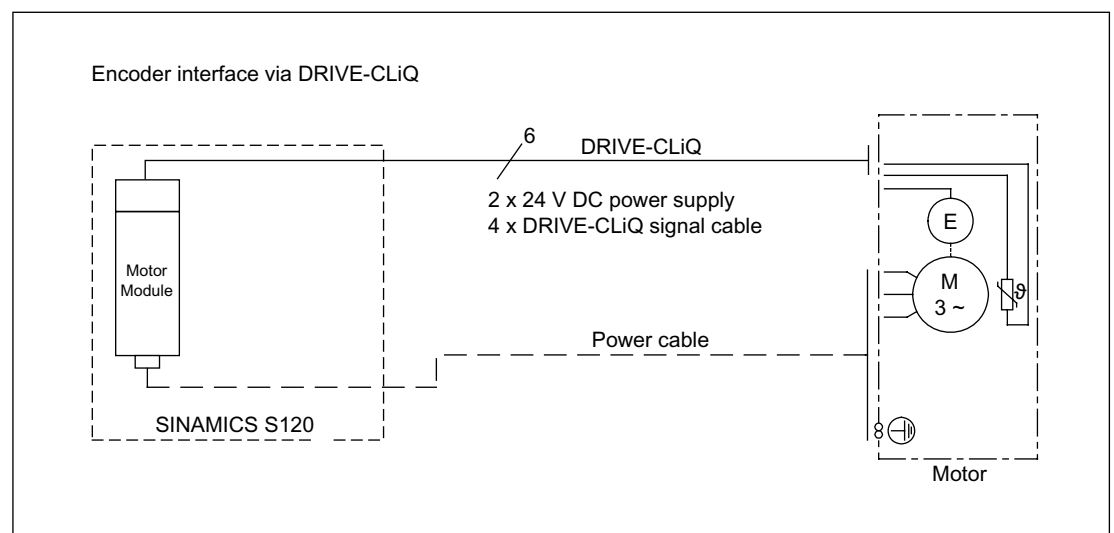 Encoder interface via DRIVE-CLiQ
6
DRIVE-CLiQ
2 x 24 V DC power supply
4 x DRIVE-CLiQ signal cable
E
Motor
Module
M
3 ~
ϑ
Power cable
SINAMICS S120
Motor